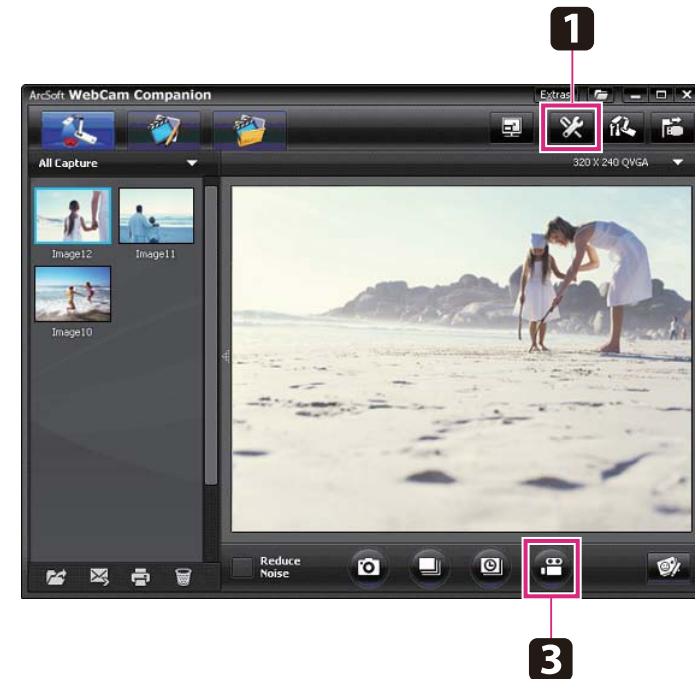 1
ArcSoft WebCam Companion
Extras
All Capture
320 X 240 QVGA
Image12
Image11
Image10
Reduce
Noise
3